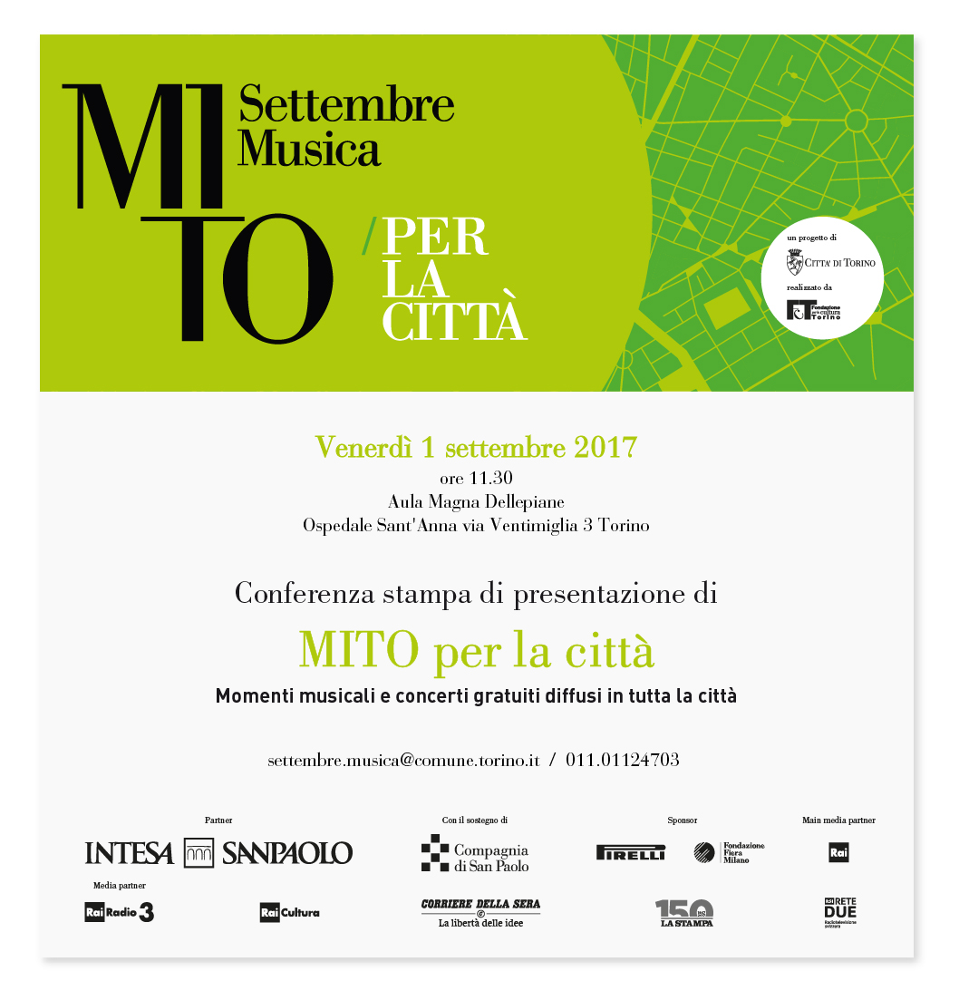 MI
Settembre
Musica
TO
/PER
LA
CITTÀ
un progetto di
CITTA' DI TORINO
realizzato da
Fondazione
per la cultura
Torino
Venerdì 1 settembre 2017
ore 11.30
Aula Magna Dellepiane
Ospedale Sant'Anna via Ventimiglia 3 Torino
Conferenza stampa di presentazione di
MITO per la città
Momenti musicali e concerti gratuiti diffusi in tutta la città
settembre.musica@comune.torino.it / 011.01124703
Partner
Con il sostegno di
Sponsor
Main media partner
INTESA SANPAOLO
Compagnia
di San Paolo
PIRELLI
Fondazione
Fiera
Milano
Rai
Media partner
Rai Radio 3
Rai Cultura
CORRIERE DELLA SERA
La libertà delle idee
150
LA STAMPA
RSI RETE
DUE
Radiotelevisione
svizzera